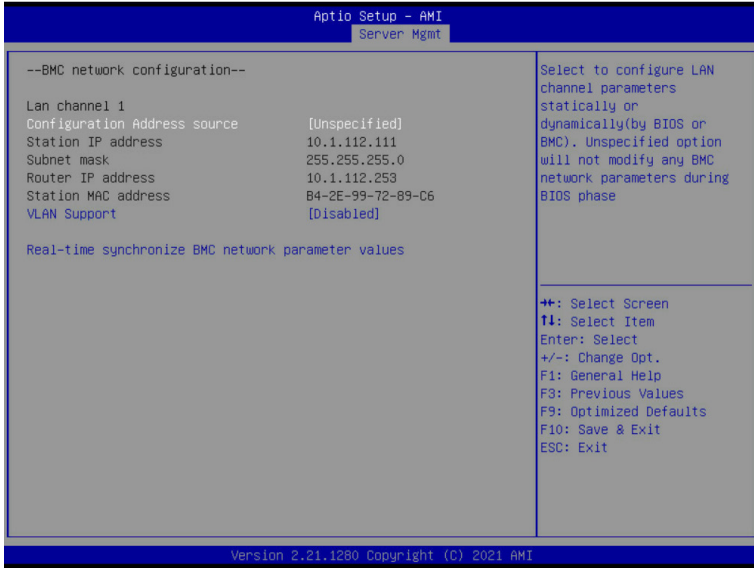 Aptio Setup - AMI
Server Mgmt
--BMC network configuration--
Lan channel 1
Configuration Address source [Unspecified]
Station IP address 10.1.112.111
Subnet mask 255.255.255.0
Router IP address 10.1.112.253
Station MAC address B4-2E-99-72-89-C6
VLAN Support [Disabled]
Real-time synchronize BMC network parameter values
Select to configure LAN
channel parameters
statically or
dynamically(by BIOS or
BMC). Unspecified option
will not modify any BMC
network parameters during
BIOS phase
→←: Select Screen
↑↓: Select Item
Enter: Select
+/-: Change Opt.
F1: General Help
F3: Previous Values
F9: Optimized Defaults
F10: Save & Exit
ESC: Exit
Version 2.21.1280 Copyright (C) 2021 AMI